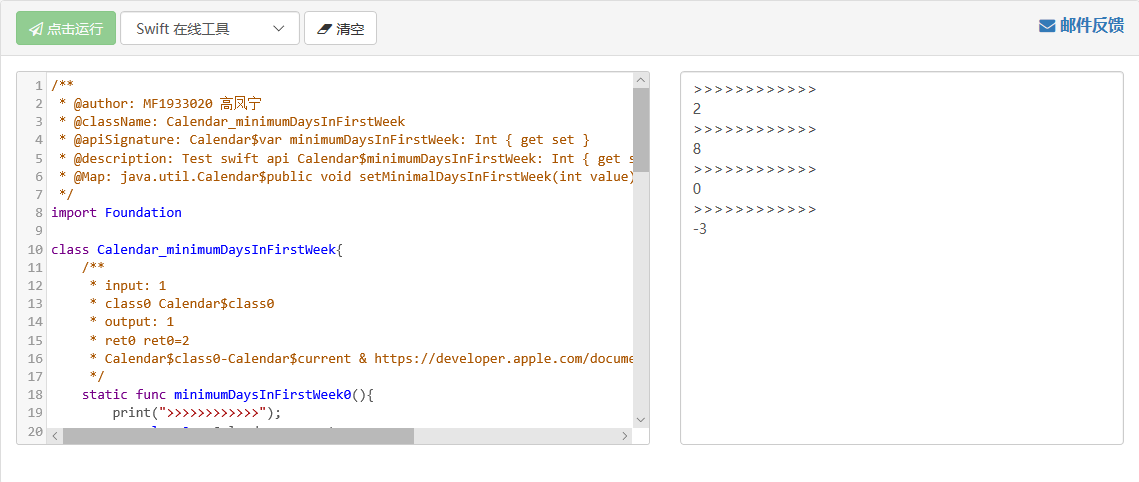 点击运行 Swift 在线工具 清空 邮件反馈
1 /**
2 * @author: MF1933020 高凤宁
3 * @className: Calendar_minimumDaysInFirstWeek
4 * @apiSignature: Calendar$var minimumDaysInFirstWeek: Int { get set }
5 * @description: Test swift api Calendar$minimumDaysInFirstWeek: Int { get s
6 * @Map: java.util.Calendar$public void setMinimalDaysInFirstWeek(int value)
7 */
8 import Foundation
9
10 class Calendar_minimumDaysInFirstWeek{
11 /**
12 * input: 1
13 * class0 Calendar$class0
14 * output: 1
15 * ret0 ret0=2
16 * Calendar$class0-Calendar$current & https://developer.apple.com/docume
17 */
18 static func minimumDaysInFirstWeek0(){
19 print(">>>>>>>>>>>>");
20
>>>>>>>>>>>>
2
>>>>>>>>>>>>
8
>>>>>>>>>>>>
0
>>>>>>>>>>>>
-3